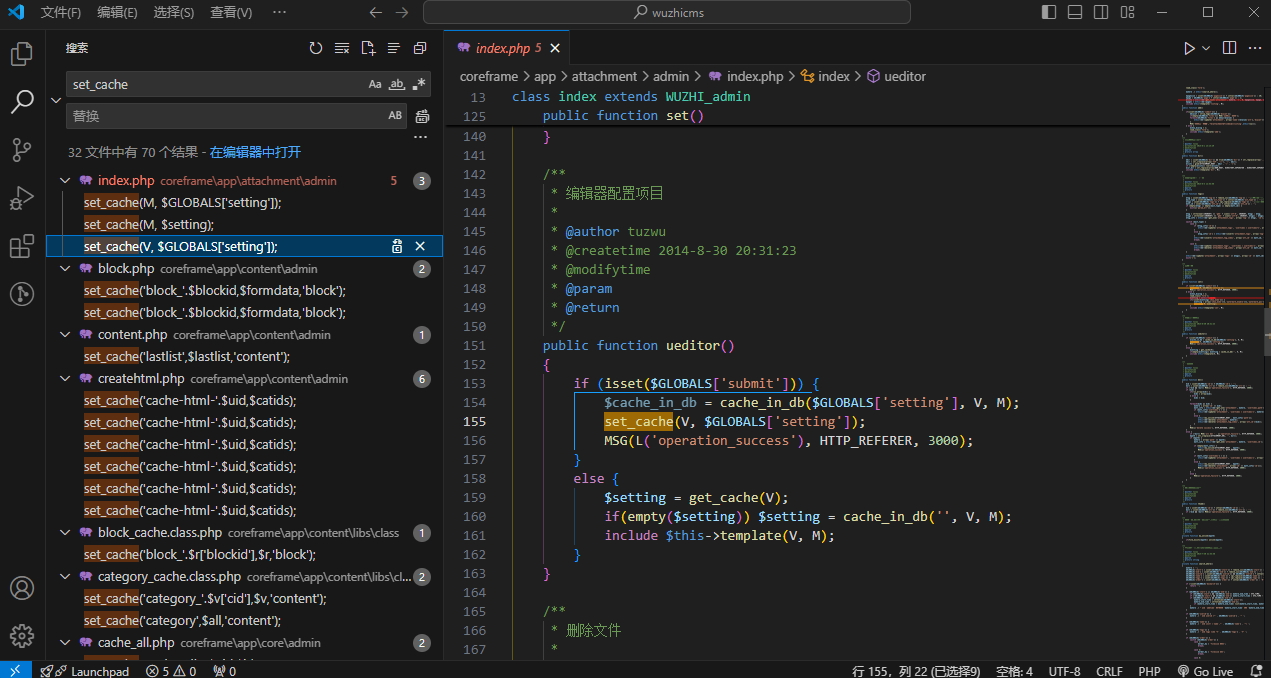 文件(F) 编辑(E) 选择(S) 查看(V) ··· wuzhicms
搜索
set_cache Aa ab .*
替换 AB
32 文件中有 70 个结果 - 在编辑器中打开
index.php coreframe\app\attachment\admin 5 3
set_cache(M, $GLOBALS['setting']);
set_cache(M, $setting);
set_cache(V, $GLOBALS['setting']);
block.php coreframe\app\content\admin 2
set_cache('block_'.$blockid,$formdata,'block');
set_cache('block_'.$blockid,$formdata,'block');
content.php coreframe\app\content\admin 1
set_cache('lastlist',$lastlist,'content');
createhtml.php coreframe\app\content\admin 6
set_cache('cache-html-'.$uid,$catids);
set_cache('cache-html-'.$uid,$catids);
set_cache('cache-html-'.$uid,$catids);
set_cache('cache-html-'.$uid,$catids);
set_cache('cache-html-'.$uid,$catids);
set_cache('cache-html-'.$uid,$catids);
block_cache.class.php coreframe\app\content\libs\class 1
set_cache('block_'.$r['blockid'],$r,'block');
category_cache.class.php coreframe\app\content\libs\cl... 2
set_cache('category_'.$v['cid'],$v,'content');
set_cache('category',$all,'content');
cache_all.php coreframe\app\core\admin 2
index.php 5
coreframe > app > attachment > admin > index.php > index > ueditor
13 class index extends WUZHI_admin
125 public function set()
140 }
141
142 /**
143 * 编辑器配置项目
144 *
145 * @author tuzwu
146 * @createtime 2014-8-30 20:31:23
147 * @modifytime
148 * @param
149 * @return
150 */
151 public function ueditor()
152 {
153 if (isset($GLOBALS['submit'])) {
154 $cache_in_db = cache_in_db($GLOBALS['setting'], V, M);
155 set_cache(V, $GLOBALS['setting']);
156 MSG(L('operation_success'), HTTP_REFERER, 3000);
157 }
158 else {
159 $setting = get_cache(V);
160 if(empty($setting)) $setting = cache_in_db('', V, M);
161 include $this->template(V, M);
162 }
163 }
164
165 /**
166 * 删除文件
167 *
Launchpad 5 0 0 行 155，列 22 (已选择9) 空格: 4 UTF-8 CRLF PHP Go Live